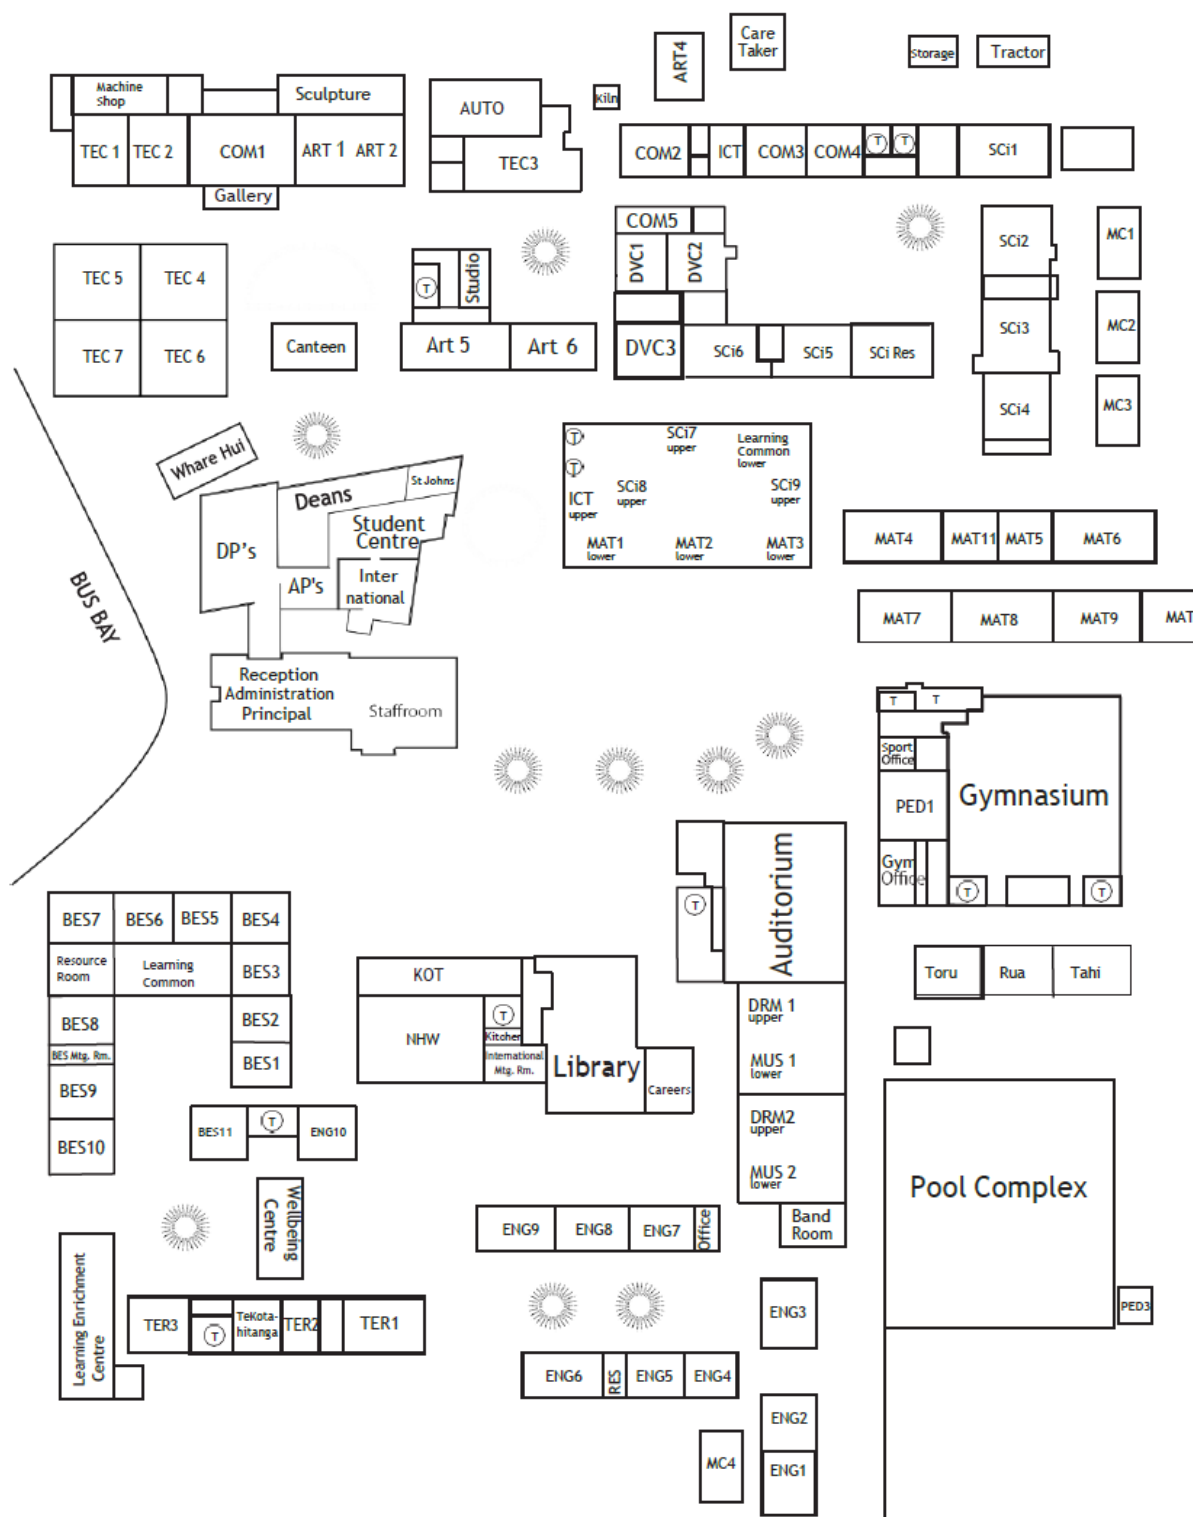 Care
Taker
ART4
Storage
Tractor
Machine
Shop
Sculpture
AUTO
Kiln
TEC 1
TEC 2
COM1
ART 1
ART 2
TEC3
COM2
ICT
COM3
COM4
T
T
SCi1
Gallery
COM5
DVC1
DVC2
SCi2
MC1
TEC 5
TEC 4
T
Studio
TEC 7
TEC 6
Canteen
Art 5
Art 6
DVC3
SCi6
SCi5
SCi Res
SCi3
MC2
SCi4
MC3
Whare Hui
Deans
St Johns
Student
Centre
DP's
AP's
Inter
national
BUS BAY
T
T
SCi7
upper
Learning
Common
lower
ICT
upper
SCi8
upper
SCi9
upper
MAT1
lower
MAT2
lower
MAT3
lower
MAT4
MAT11
MAT5
MAT6
MAT7
MAT8
MAT9
MAT
Reception
Administration
Principal
Staffroom
T
T
Sport
Office
PED1
Gymnasium
Gym
Office
T
T
Auditorium
T
BES7
BES6
BES5
BES4
Resource
Room
Learning
Common
BES3
BES8
BES2
BES Mtg. Rm.
BES1
BES9
BES10
KOT
NHW
T
Kitchen
International
Mtg. Rm.
Library
Careers
DRM 1
upper
MUS 1
lower
DRM2
upper
MUS 2
lower
Band
Room
Toru
Rua
Tahi
Pool Complex
PED3
BES11
T
ENG10
Wellbeing
Centre
ENG9
ENG8
ENG7
Office
Learning Enrichment
Centre
TER3
T
TeKota-
hitanga
TER2
TER1
ENG3
ENG6
RES
ENG5
ENG4
ENG2
MC4
ENG1